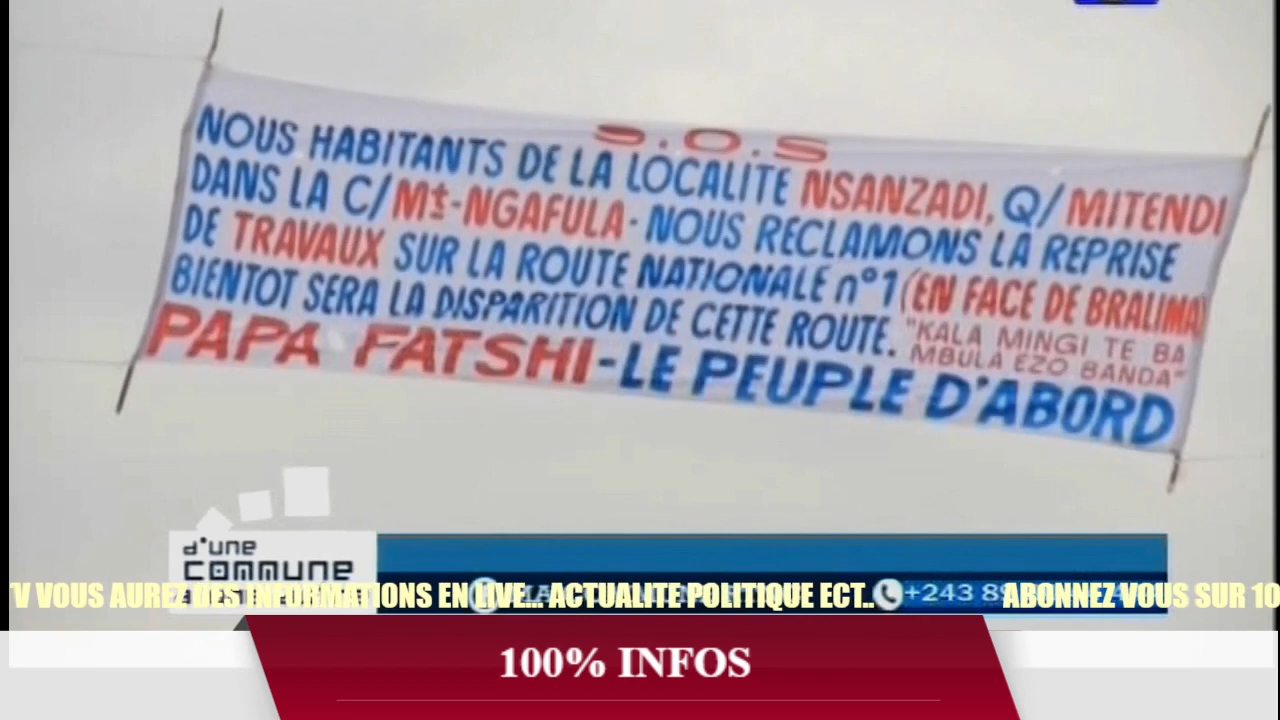 S.O.S
NOUS HABITANTS DE LA LOCALITE NSANZADI, Q/MITENDI
DANS LA C/Mt-NGAFULA- NOUS RECLAMONS LA REPRISE
DE TRAVAUX SUR LA ROUTE NATIONALE n°1 (EN FACE DE BRALIMA)
BIENTOT SERA LA DISPARITION DE CETTE ROUTE. "KALA MINGI TE BA
MBULA EZO BANDA"
PAPA FATSHI-LE PEUPLE D'ABORD
d'une
commune
TV VOUS AUREZ DES INFORMATIONS EN LIVE... ACTUALITE POLITIQUE ECT.. ABONNEZ VOUS SUR 10
+243 8
100% INFOS